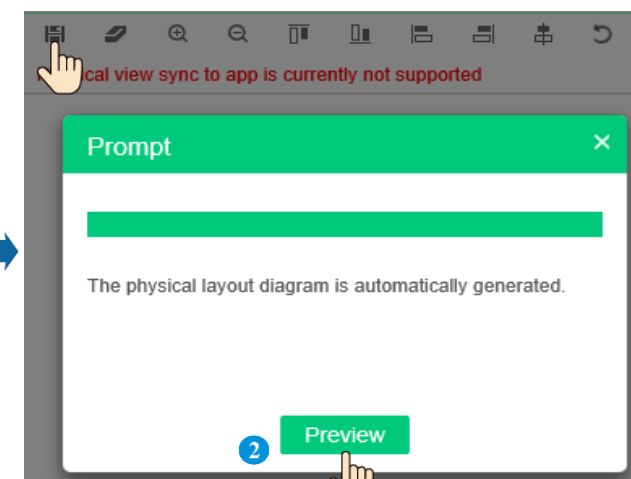 cal view sync to app is currently not supported
Prompt
The physical layout diagram is automatically generated.
2
Preview